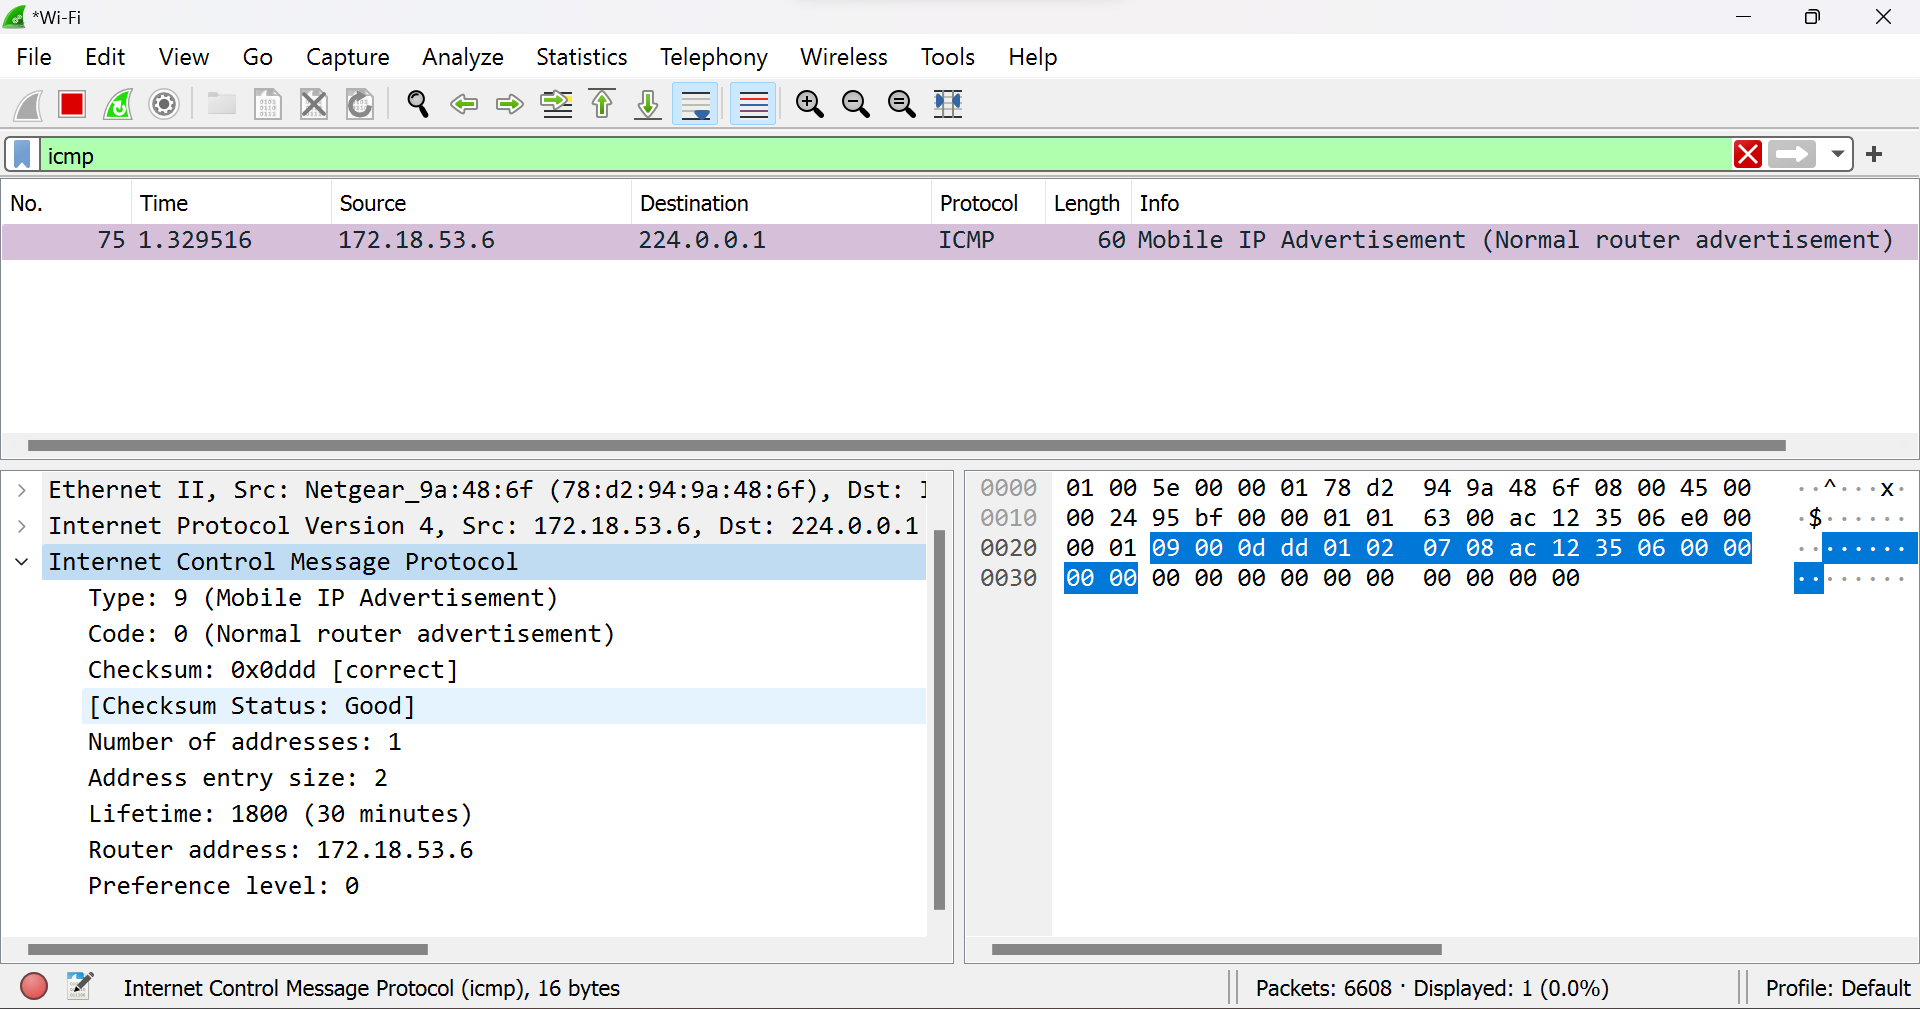 *Wi-Fi
File Edit View Go Capture Analyze Statistics Telephony Wireless Tools Help
icmp
No. Time Source Destination Protocol Length Info
75 1.329516 172.18.53.6 224.0.0.1 ICMP 60 Mobile IP Advertisement (Normal router advertisement)
Ethernet II, Src: Netgear_9a:48:6f (78:d2:94:9a:48:6f), Dst:
Internet Protocol Version 4, Src: 172.18.53.6, Dst: 224.0.0.1
Internet Control Message Protocol
Type: 9 (Mobile IP Advertisement)
Code: 0 (Normal router advertisement)
Checksum: 0x0ddd [correct]
[Checksum Status: Good]
Number of addresses: 1
Address entry size: 2
Lifetime: 1800 (30 minutes)
Router address: 172.18.53.6
Preference level: 0
0000 01 00 5e 00 00 01 78 d2 94 9a 48 6f 08 00 45 00 ··^···x·
0010 00 24 95 bf 00 00 01 01 63 00 ac 12 35 06 e0 00 ·$······
0020 00 01 09 00 0d dd 01 02 07 08 ac 12 35 06 00 00 ········
0030 00 00 00 00 00 00 00 00 00 00 00 00 ········
Internet Control Message Protocol (icmp), 16 bytes
Packets: 6608 · Displayed: 1 (0.0%)
Profile: Default